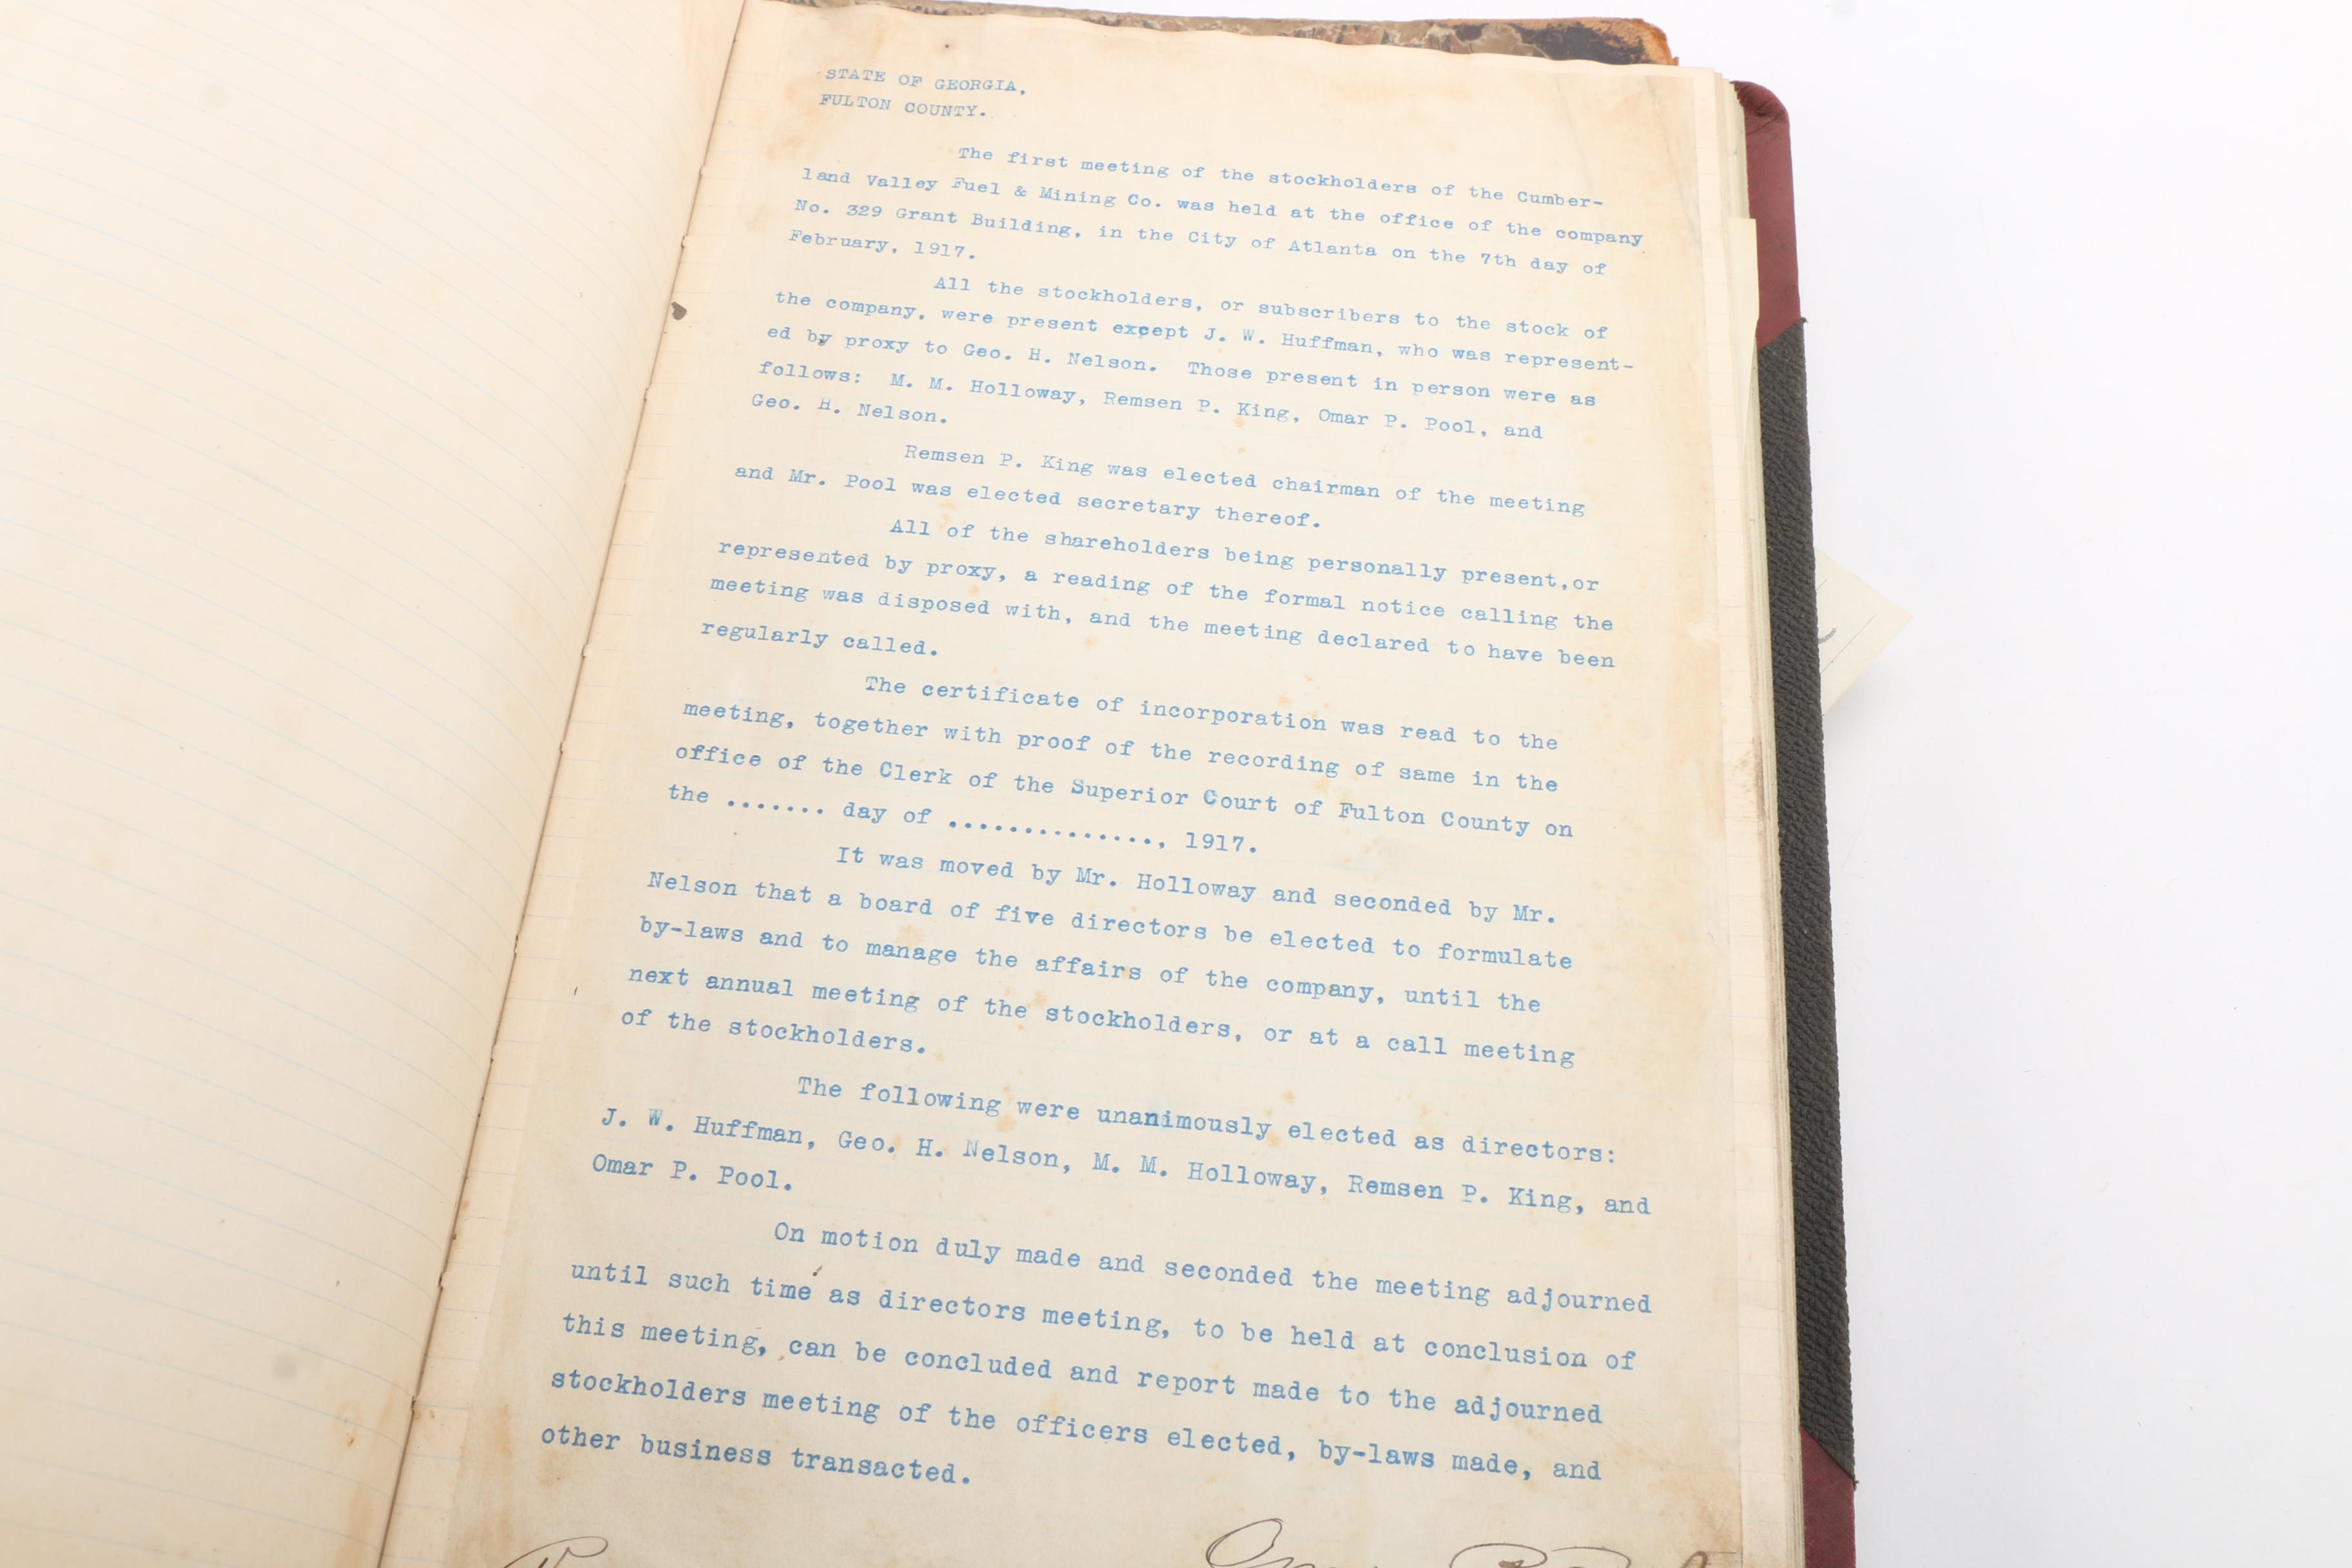 STATE OF GEORGIA,
FULTON COUNTY.
The first meeting of the stockholders of the Cumber-
land Valley Fuel & Mining Co. was held at the office of the company
No. 329 Grant Building, in the City of Atlanta on the 7th day of
February, 1917.
All the stockholders, or subscribers to the stock of
the company, were present except J. W. Huffman, who was represent-
ed by proxy to Geo. H. Nelson. Those present in person were as
follows: M. M. Holloway, Remsen P. King, Omar P. Pool, and
Geo. H. Nelson.
Remsen P. King was elected chairman of the meeting
and Mr. Pool was elected secretary thereof.
All of the shareholders being personally present,or
represented by proxy, a reading of the formal notice calling the
meeting was disposed with, and the meeting declared to have been
regularly called.
The certificate of incorporation was read to the
meeting, together with proof of the recording of same in the
office of the Clerk of the Superior Court of Fulton County on
the ....... day of ..............., 1917.
It was moved by Mr. Holloway and seconded by Mr.
Nelson that a board of five directors be elected to formulate
by-laws and to manage the affairs of the company, until the
next annual meeting of the stockholders, or at a call meeting
of the stockholders.
The following were unanimously elected as directors:
J. W. Huffman, Geo. H. Nelson, M. M. Holloway, Remsen P. King, and
Omar P. Pool.
On motion duly made and seconded the meeting adjourned
until such time as directors meeting, to be held at conclusion of
this meeting, can be concluded and report made to the adjourned
stockholders meeting of the officers elected, by-laws made, and
other business transacted.